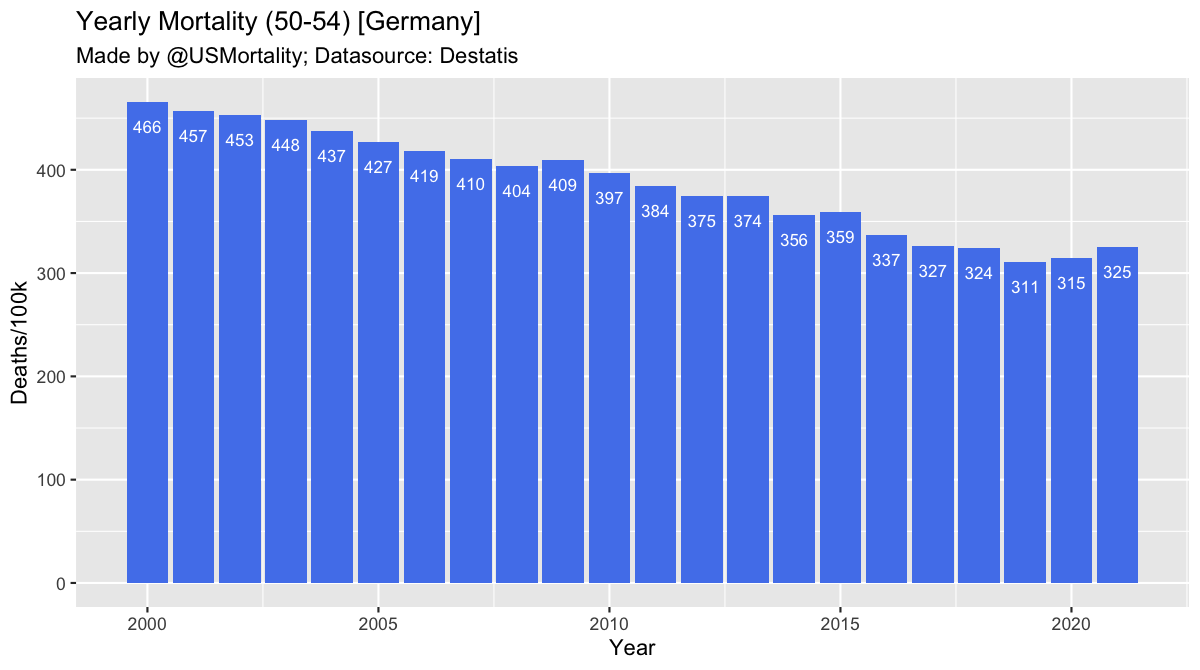 Yearly Mortality (50-54) [Germany]
Made by @USMortality; Datasource: Destatis
Deaths/100k
400
300
200
100
0
466 457 453 448 437 427 419 410 404 409 397 384 375 374 356 359 337 327 324 311 315 325
2000 2005 2010 2015 2020
Year